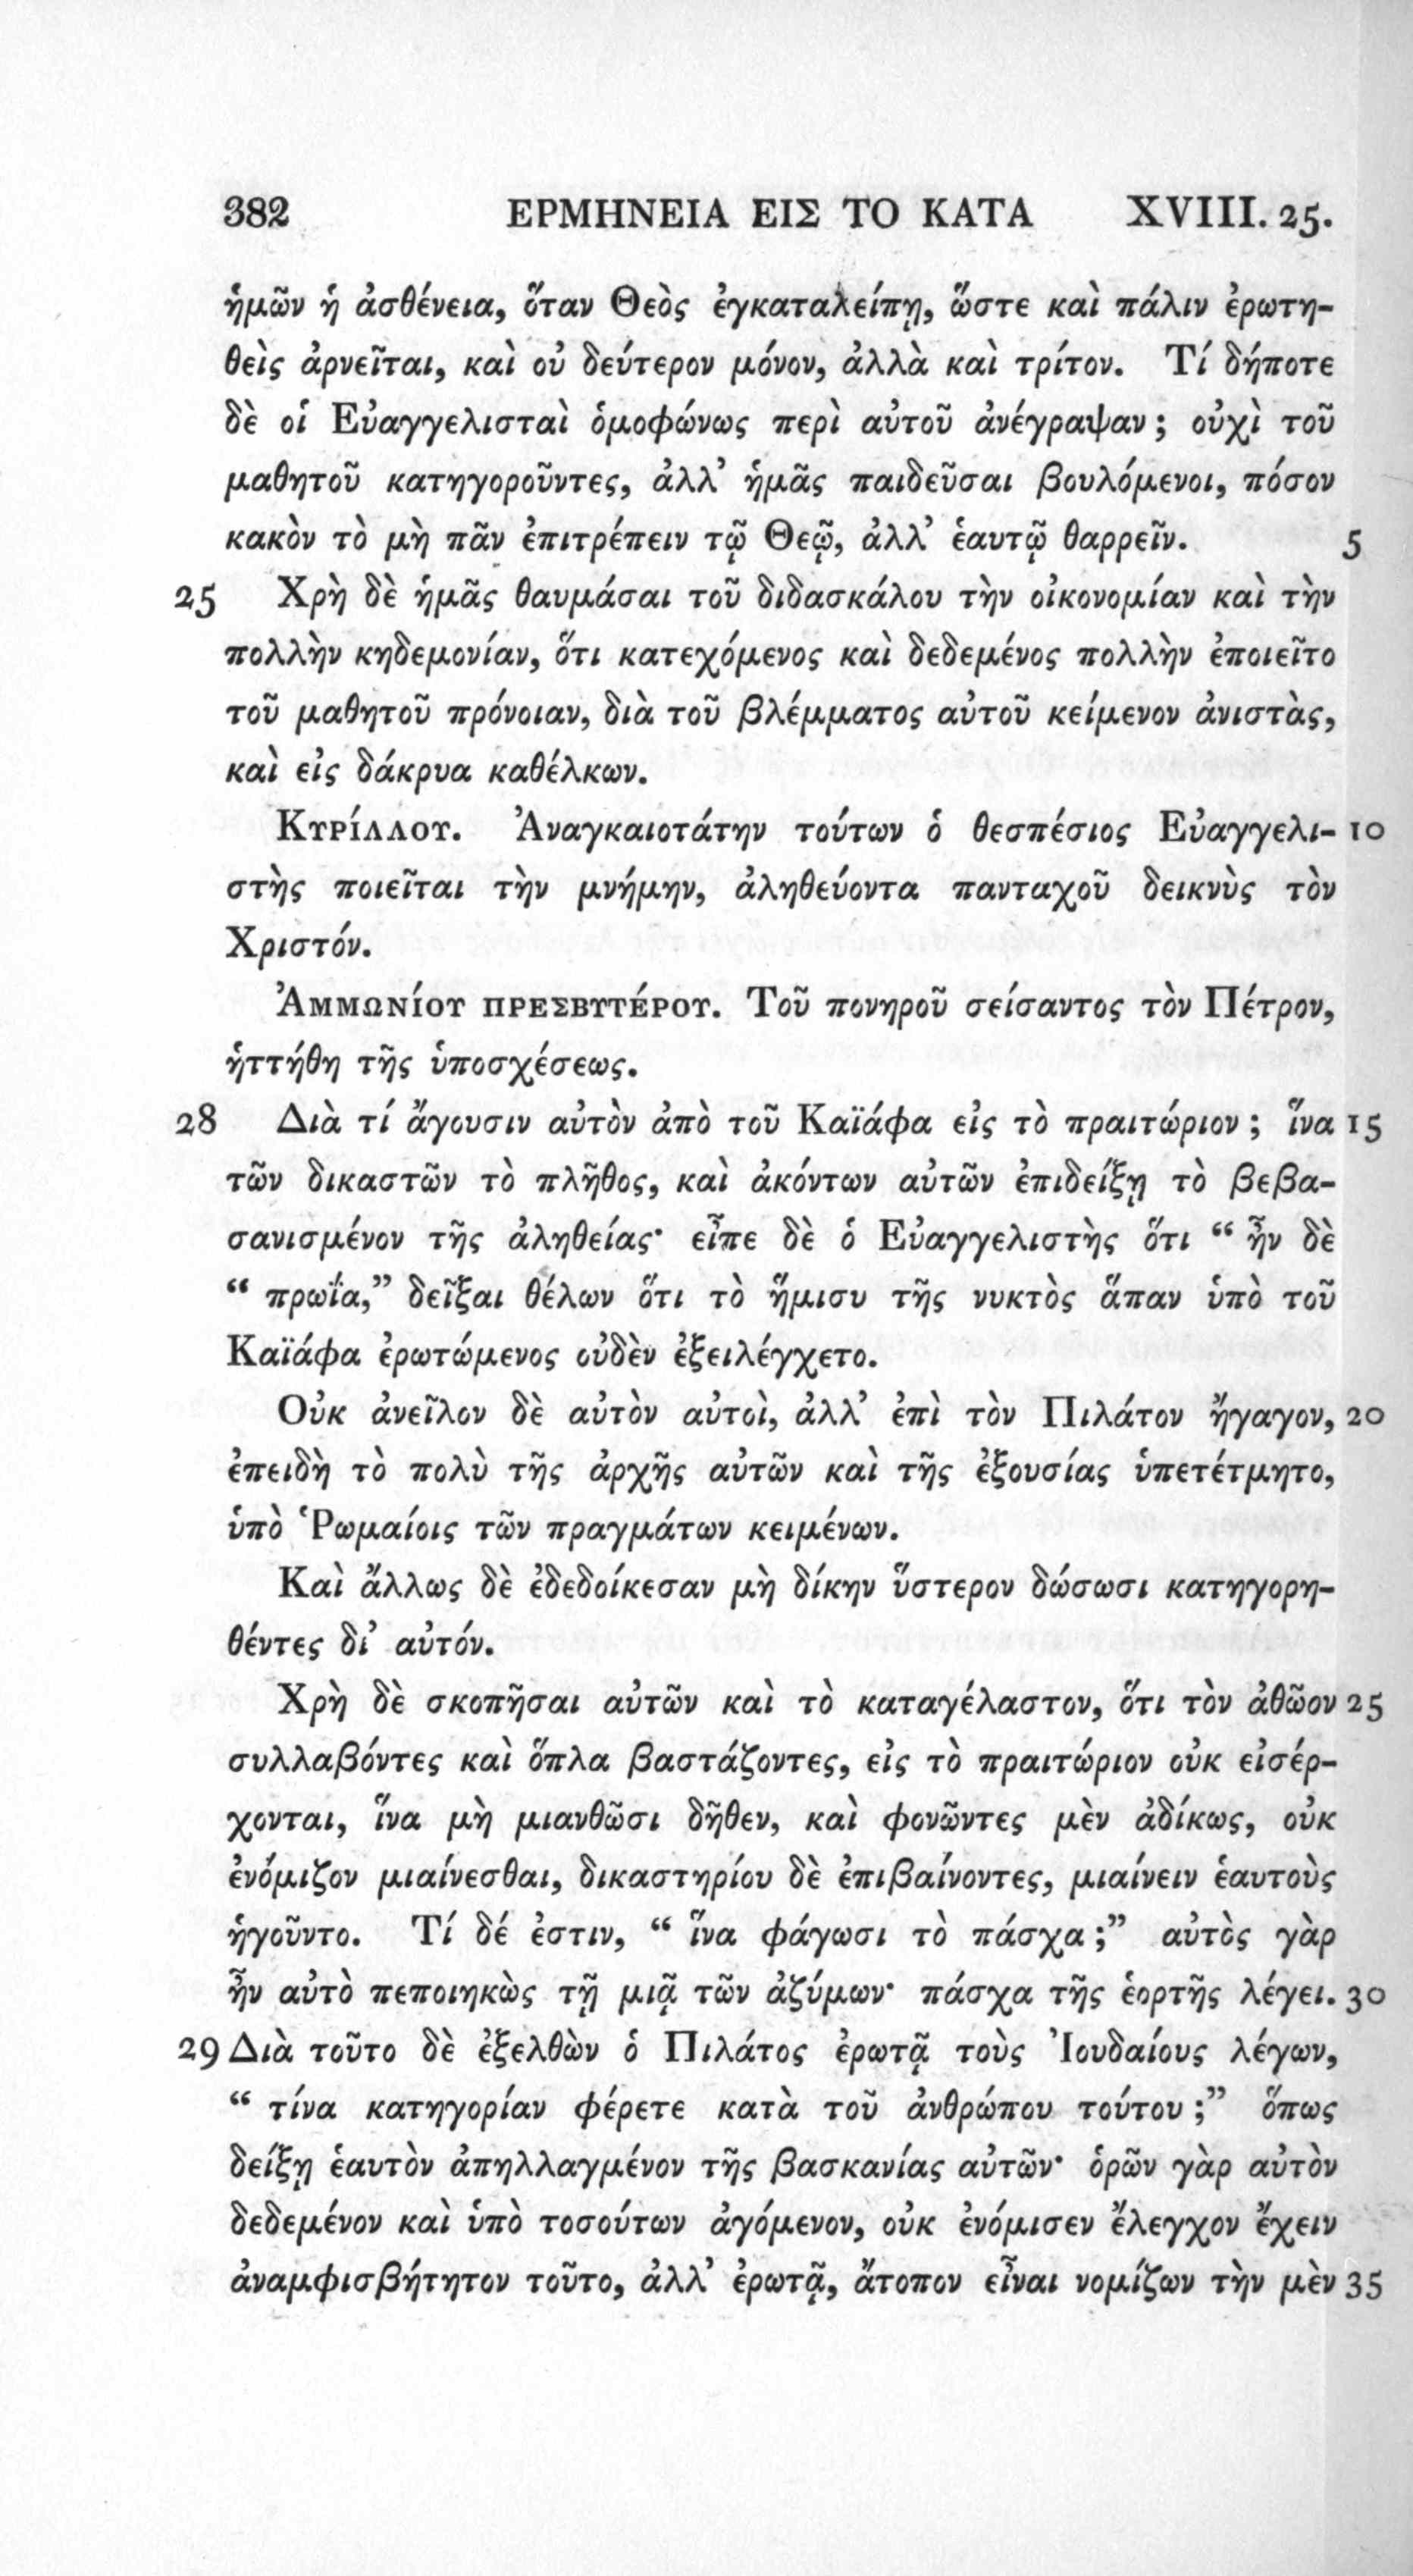 382 ΕΡΜΗΝΕΙΑ ΕΙΣ ΤΟ ΚΑΤΑ XVIII. 25.
ἡμῶν ἡ ἀσθένεια, ὅταν Θεὸς ἐγκαταλείπῃ, ὥστε καὶ πάλιν ἐρωτη-
θεὶς ἀρνεῖται, καὶ οὐ δεύτερον μόνον, ἀλλὰ καὶ τρίτον. Τί δήποτε
δὲ οἱ Εὐαγγελισταὶ ὁμοφώνως περὶ αὐτοῦ ἀνέγραψαν ; οὐχὶ τοῦ
μαθητοῦ κατηγοροῦντες, ἀλλ’ ἡμᾶς παιδεῦσαι βουλόμενοι, πόσον
κακὸν τὸ μὴ πᾶν ἐπιτρέπειν τῷ Θεῷ, ἀλλ’ ἑαυτῷ θαρρεῖν. 5
25 Χρὴ δὲ ἡμᾶς θαυμάσαι τοῦ διδασκάλου τὴν οἰκονομίαν καὶ τὴν
πολλὴν κηδεμονίαν, ὅτι κατεχόμενος καὶ δεδεμένος πολλὴν ἐποιεῖτο
τοῦ μαθητοῦ πρόνοιαν, διὰ τοῦ βλέμματος αὐτοῦ κείμενον ἀνιστὰς,
καὶ εἰς δάκρυα καθέλκων.
Κυρίλλου. Ἀναγκαιοτάτην τούτων ὁ θεσπέσιος Εὐαγγελι- 10
στὴς ποιεῖται τὴν μνήμην, ἀληθεύοντα πανταχοῦ δεικνὺς τὸν
Χριστόν.
Ἀμμωνίου πρεσβυτέρου. Τοῦ πονηροῦ σείσαντος τὸν Πέτρον,
ἡττήθη τῆς ὑποσχέσεως.
28 Διὰ τί ἄγουσιν αὐτὸν ἀπὸ τοῦ Καϊάφα εἰς τὸ πραιτώριον ; ἵνα 15
τῶν δικαστῶν τὸ πλῆθος, καὶ ἀκόντων αὐτῶν ἐπιδείξῃ τὸ βεβα-
σανισμένον τῆς ἀληθείας· εἶπε δὲ ὁ Εὐαγγελιστὴς ὅτι “ ἦν δὲ
“ πρωΐα,” δεῖξαι θέλων ὅτι τὸ ἥμισυ τῆς νυκτὸς ἅπαν ὑπὸ τοῦ
Καϊάφα ἐρωτώμενος οὐδὲν ἐξειλέγχετο.
Οὐκ ἀνεῖλον δὲ αὐτὸν αὐτοὶ, ἀλλ’ ἐπὶ τὸν Πιλάτον ἤγαγον, 20
ἐπειδὴ τὸ πολὺ τῆς ἀρχῆς αὐτῶν καὶ τῆς ἐξουσίας ὑπετέτμητο,
ὑπὸ Ῥωμαίοις τῶν πραγμάτων κειμένων.
Καὶ ἄλλως δὲ ἐδεδοίκεσαν μὴ δίκην ὕστερον δώσωσι κατηγορη-
θέντες δι’ αὐτόν.
Χρὴ δὲ σκοπῆσαι αὐτῶν καὶ τὸ καταγέλαστον, ὅτι τὸν ἀθῶον 25
συλλαβόντες καὶ ὅπλα βαστάζοντες, εἰς τὸ πραιτώριον οὐκ εἰσέρ-
χονται, ἵνα μὴ μιανθῶσι δῆθεν, καὶ φονῶντες μὲν ἀδίκως, οὐκ
ἐνόμιζον μιαίνεσθαι, δικαστηρίου δὲ ἐπιβαίνοντες, μιαίνειν ἑαυτοὺς
ἡγοῦντο. Τί δέ ἐστιν, “ ἵνα φάγωσι τὸ πάσχα ;” αὐτὸς γὰρ
ἦν αὐτὸ πεποιηκὼς τῇ μιᾷ τῶν ἀζύμων· πάσχα τῆς ἑορτῆς λέγει. 30
29 Διὰ τοῦτο δὲ ἐξελθὼν ὁ Πιλάτος ἐρωτᾷ τοὺς Ἰουδαίους λέγων,
“ τίνα κατηγορίαν φέρετε κατὰ τοῦ ἀνθρώπου τούτου ;” ὅπως
δείξῃ ἑαυτὸν ἀπηλλαγμένον τῆς βασκανίας αὐτῶν· ὁρῶν γὰρ αὐτὸν
δεδεμένον καὶ ὑπὸ τοσούτων ἀγόμενον, οὐκ ἐνόμισεν ἔλεγχον ἔχειν
ἀναμφισβήτητον τοῦτο, ἀλλ’ ἐρωτᾷ, ἄτοπον εἶναι νομίζων τὴν μὲν 35